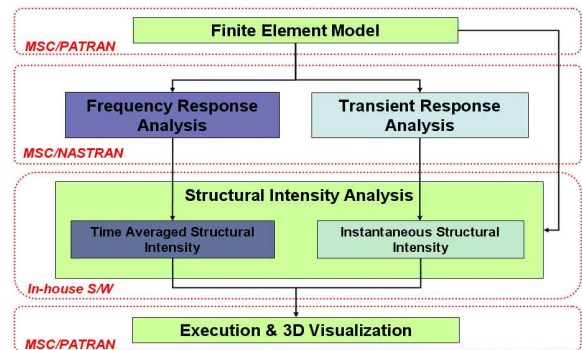 Finite Element Model
MSC/PATRAN
Frequency Response
Analysis
Transient Response
Analysis
MSC/NASTRAN
Structural Intensity Analysis
Time Averaged Structural
Intensity
Instantaneous Structural
Intensity
In-house S/W
Execution & 3D Visualization
MSC/PATRAN